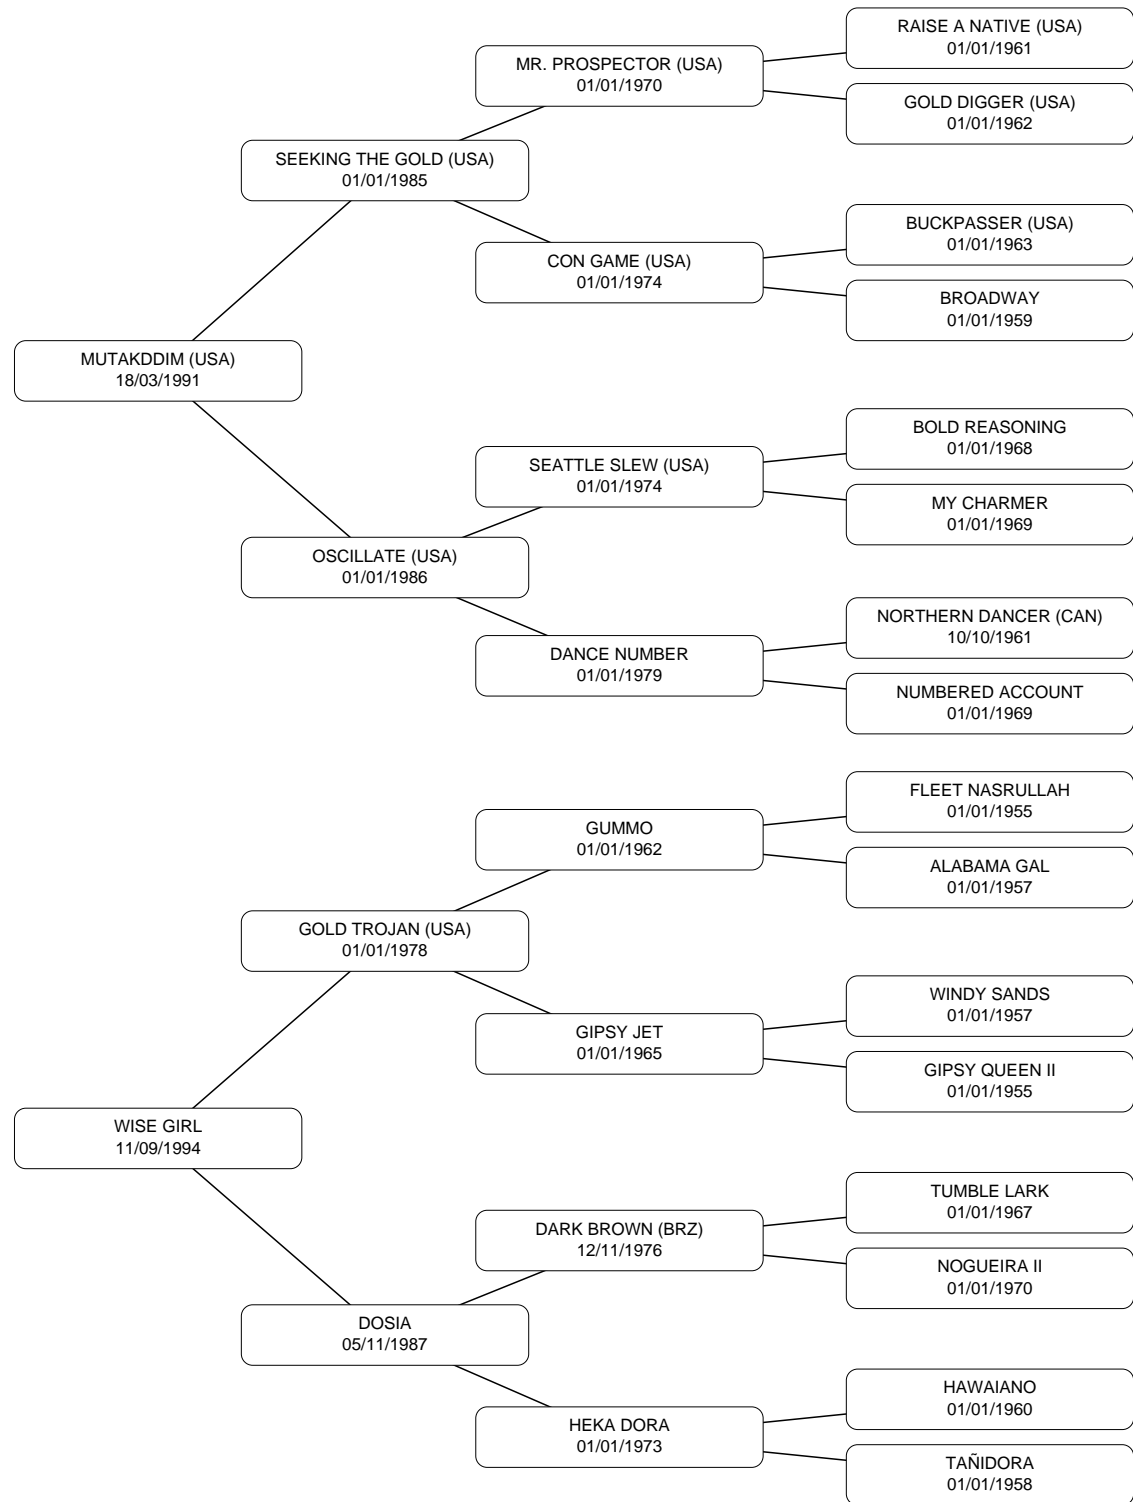 RAISE A NATIVE (USA)
01/01/1961
MR. PROSPECTOR (USA)
01/01/1970
GOLD DIGGER (USA)
01/01/1962
SEEKING THE GOLD (USA)
01/01/1985
BUCKPASSER (USA)
01/01/1963
CON GAME (USA)
01/01/1974
BROADWAY
01/01/1959
MUTAKDDIM (USA)
18/03/1991
BOLD REASONING
01/01/1968
SEATTLE SLEW (USA)
01/01/1974
MY CHARMER
01/01/1969
OSCILLATE (USA)
01/01/1986
NORTHERN DANCER (CAN)
10/10/1961
DANCE NUMBER
01/01/1979
NUMBERED ACCOUNT
01/01/1969
FLEET NASRULLAH
01/01/1955
GUMMO
01/01/1962
ALABAMA GAL
01/01/1957
GOLD TROJAN (USA)
01/01/1978
WINDY SANDS
01/01/1957
GIPSY JET
01/01/1965
GIPSY QUEEN II
01/01/1955
WISE GIRL
11/09/1994
TUMBLE LARK
01/01/1967
DARK BROWN (BRZ)
12/11/1976
NOGUEIRA II
01/01/1970
DOSIA
05/11/1987
HAWAIANO
01/01/1960
HEKA DORA
01/01/1973
TAÑIDORA
01/01/1958